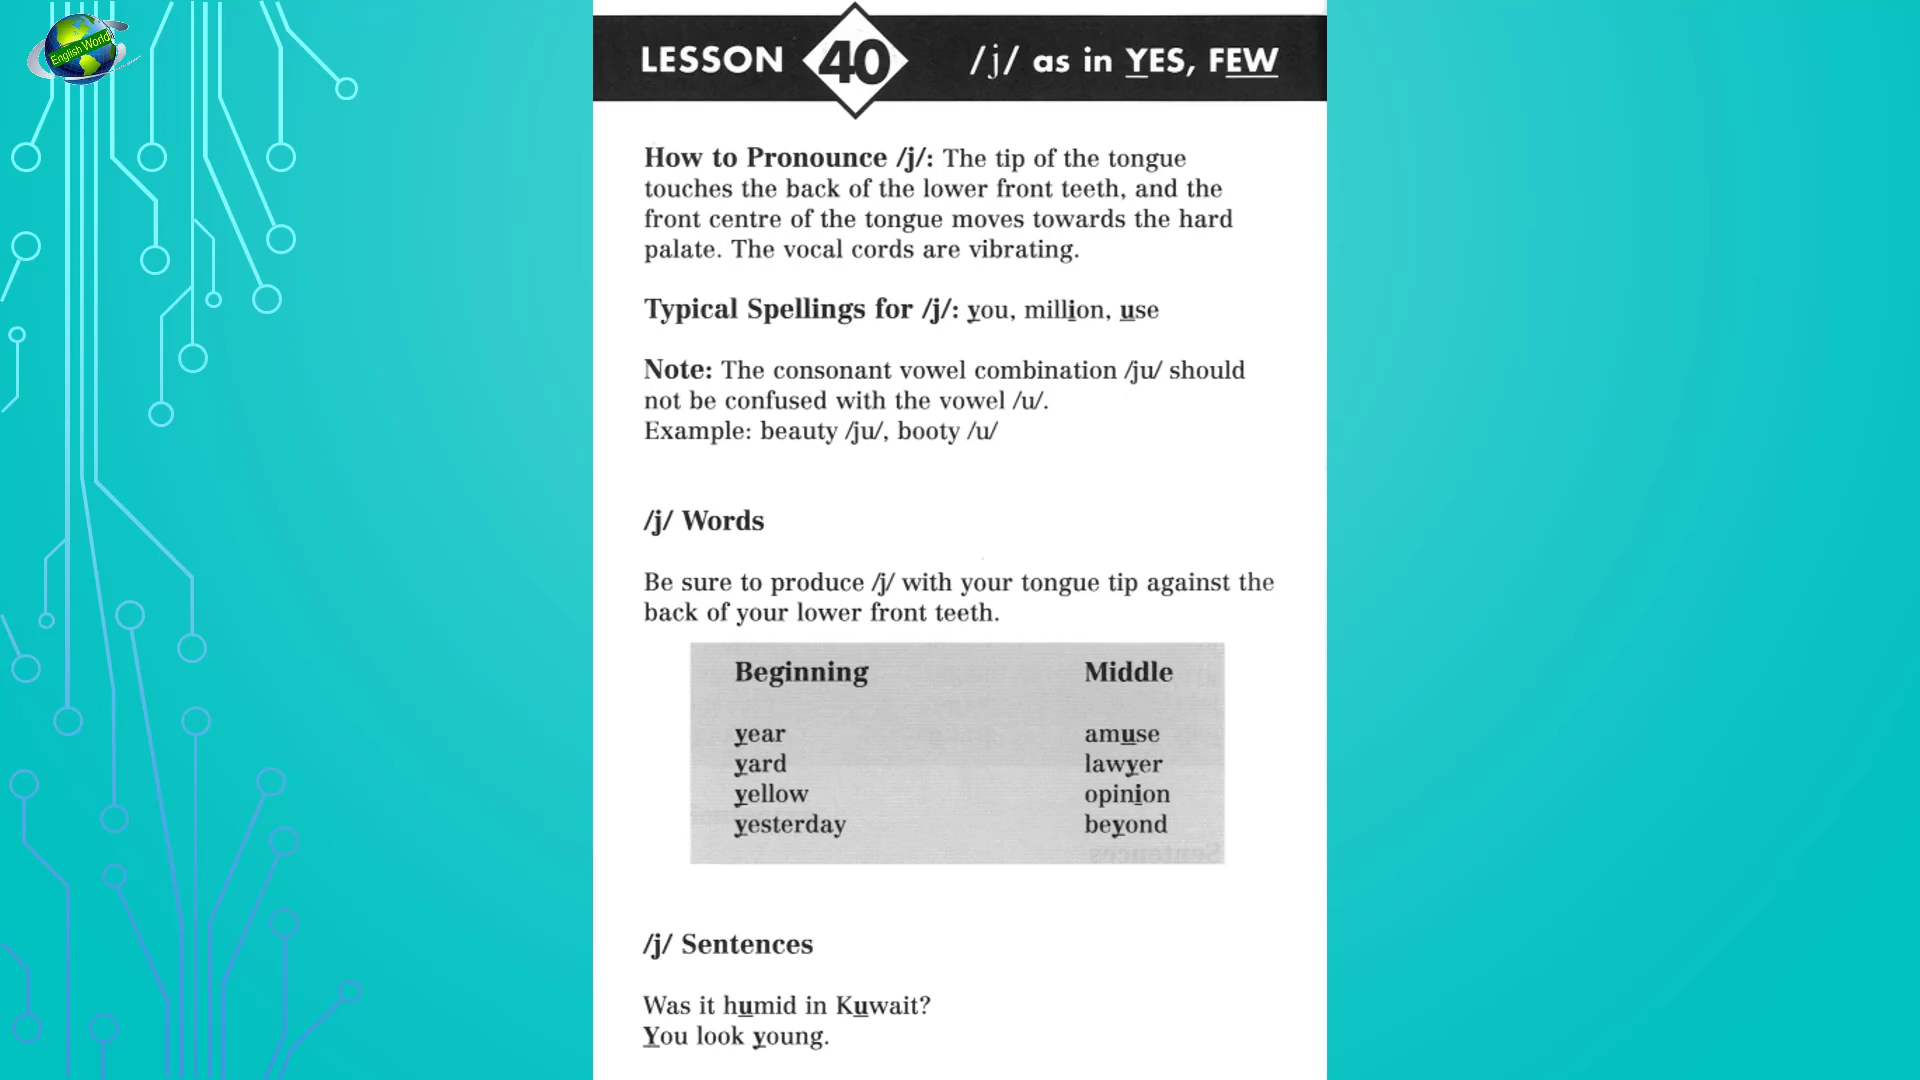 English World
LESSON 40 /j/ as in YES, FEW
How to Pronounce /j/: The tip of the tongue
touches the back of the lower front teeth, and the
front centre of the tongue moves towards the hard
palate. The vocal cords are vibrating.
Typical Spellings for /j/: you, million, use
Note: The consonant vowel combination /ju/ should
not be confused with the vowel /u/.
Example: beauty /ju/, booty /u/
/j/ Words
Be sure to produce /j/ with your tongue tip against the
back of your lower front teeth.
Beginning Middle
year amuse
yard lawyer
yellow opinion
yesterday beyond
/j/ Sentences
Was it humid in Kuwait?
You look young.